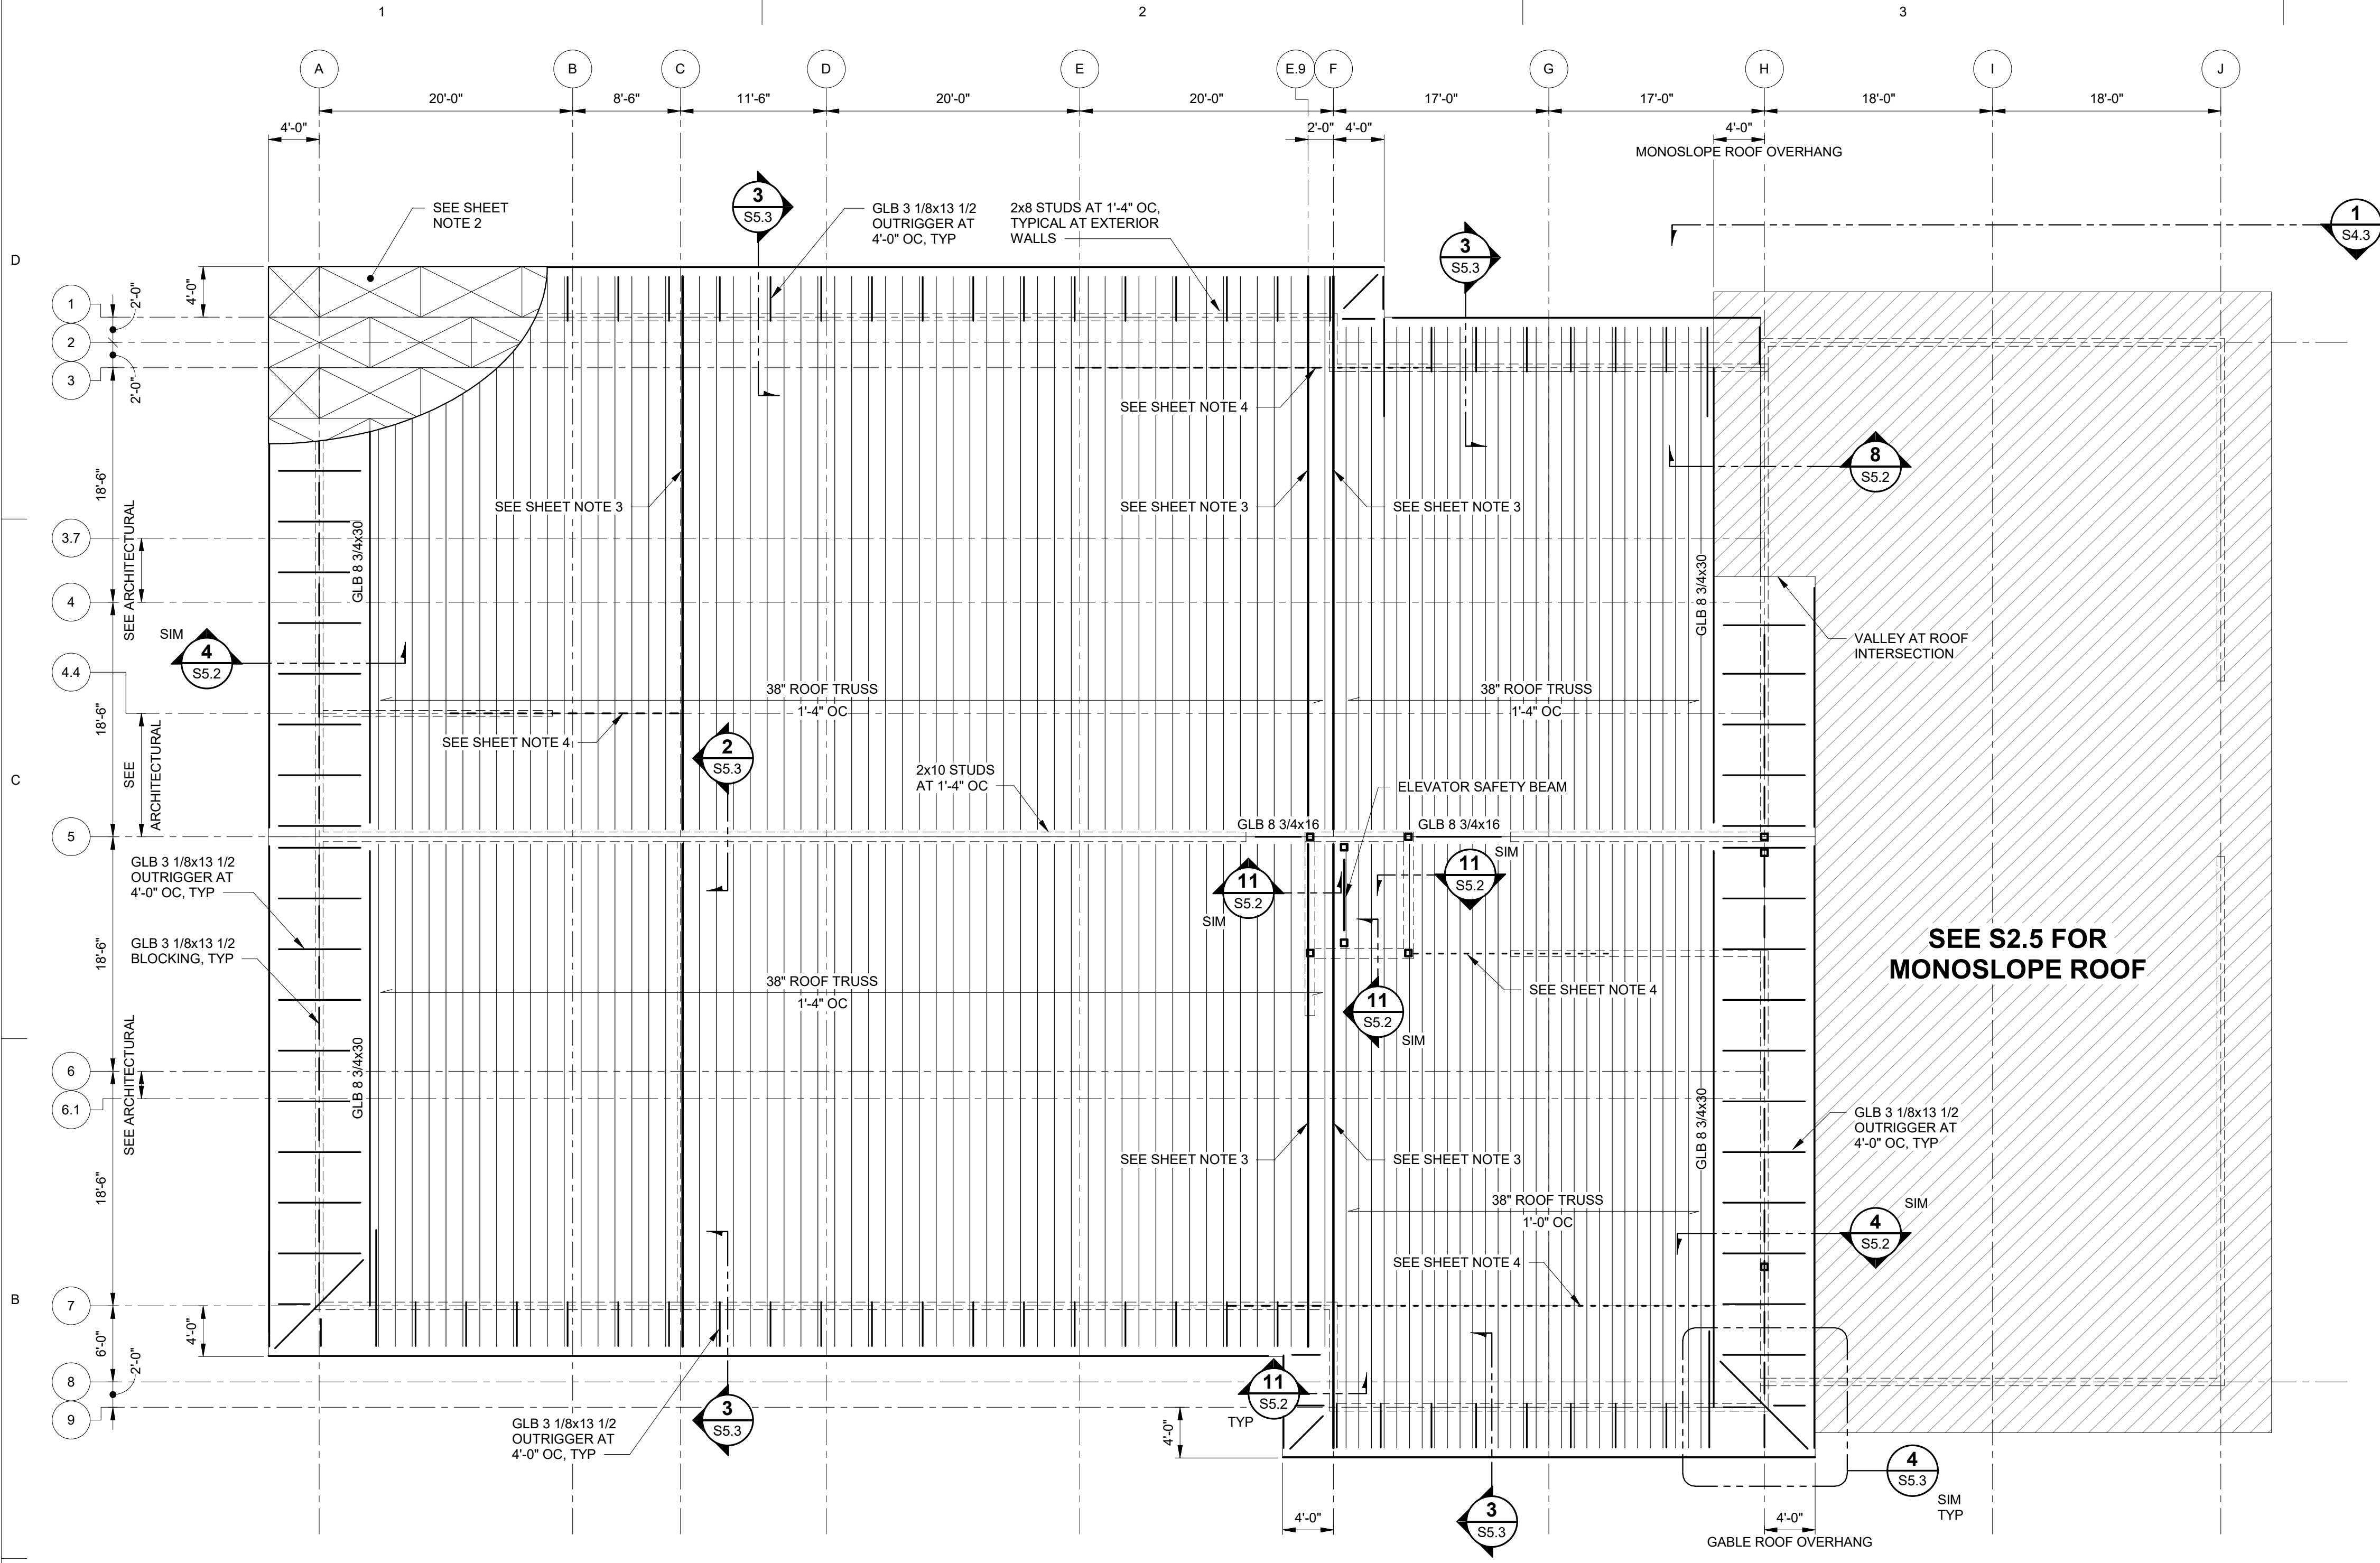 1
2
3
A
B
C
D
E
E.9
F
G
H
I
J
20'-0"
8'-6"
11'-6"
20'-0"
20'-0"
17'-0"
17'-0"
18'-0"
18'-0"
4'-0"
2'-0"
4'-0"
4'-0"
MONOSLOPE ROOF OVERHANG
SEE SHEET
NOTE 2
3
S5.3
GLB 3 1/8x13 1/2
OUTRIGGER AT
4'-0" OC, TYP
2x8 STUDS AT 1'-4" OC,
TYPICAL AT EXTERIOR
WALLS
3
S5.3
1
S4.3
D
1
2'-0"
4'-0"
2
3
2'-0"
SEE SHEET NOTE 4
8
S5.2
18'-6"
SEE SHEET NOTE 3
SEE SHEET NOTE 3
SEE SHEET NOTE 3
3.7
SEE ARCHITECTURAL
GLB 8 3/4x30
GLB 8 3/4x30
4
SIM
4
S5.2
VALLEY AT ROOF
INTERSECTION
4.4
18'-6"
38" ROOF TRUSS
1'-4" OC
38" ROOF TRUSS
1'-4" OC
SEE SHEET NOTE 4
2
S5.3
C
SEE
ARCHITECTURAL
2x10 STUDS
AT 1'-4" OC
ELEVATOR SAFETY BEAM
5
GLB 8 3/4x16
GLB 8 3/4x16
GLB 3 1/8x13 1/2
OUTRIGGER AT
4'-0" OC, TYP
11
S5.2
SIM
11
S5.2
SIM
18'-6"
GLB 3 1/8x13 1/2
BLOCKING, TYP
SEE S2.5 FOR
MONOSLOPE ROOF
38" ROOF TRUSS
1'-4" OC
SEE SHEET NOTE 4
11
S5.2
SIM
6
SEE ARCHITECTURAL
GLB 8 3/4x30
6.1
GLB 8 3/4x30
GLB 3 1/8x13 1/2
OUTRIGGER AT
4'-0" OC, TYP
SEE SHEET NOTE 3
SEE SHEET NOTE 3
18'-6"
38" ROOF TRUSS
1'-0" OC
SIM
4
S5.2
SEE SHEET NOTE 4
B
7
4'-0"
6'-0"
2'-0"
8
9
11
S5.2
TYP
3
S5.3
GLB 3 1/8x13 1/2
OUTRIGGER AT
4'-0" OC, TYP
4'-0"
4
S5.3
SIM
TYP
3
S5.3
4'-0"
4'-0"
GABLE ROOF OVERHANG